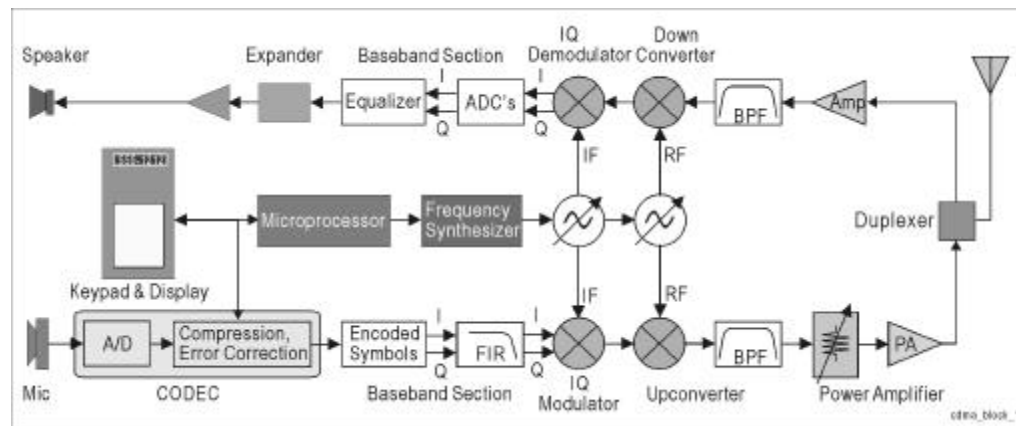 Speaker
Expander
Baseband Section
IQ
Demodulator
Down
Converter
I
I
Equalizer
ADC's
BPF
Amp
Q
Q
IF
RF
Microprocessor
Frequency
Synthesizer
Duplexer
Keypad & Display
IF
RF
A/D
Compression,
Error Correction
Encoded
Symbols
I
FIR
I
BPF
PA
Q
Q
Mic
CODEC
Baseband Section
IQ
Modulator
Upconverter
Power Amplifier